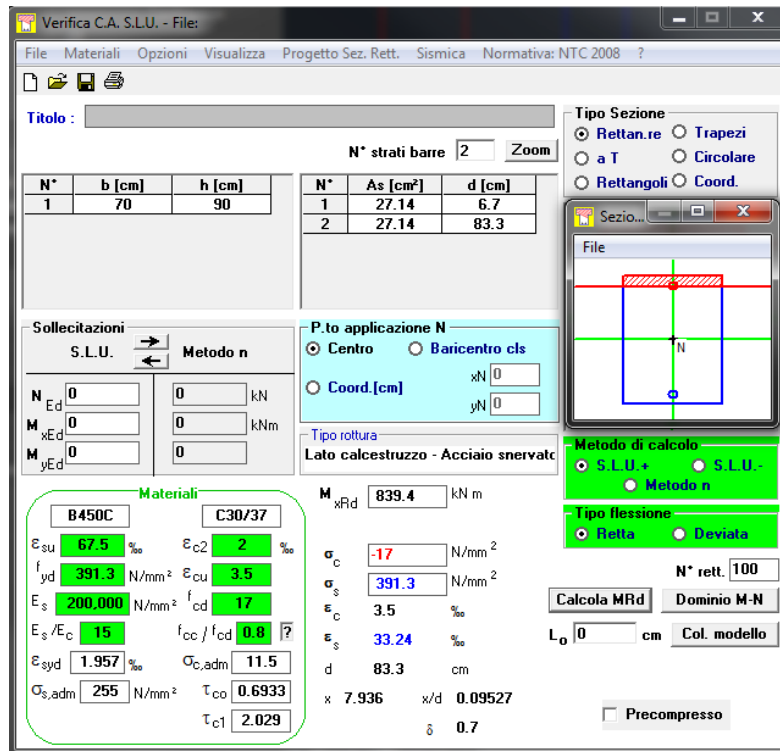 Verifica C.A. S.L.U. - File:
File Materiali Opzioni Visualizza Progetto Sez. Rett. Sismica Normativa: NTC 2008 ?
Titolo :
N° strati barre 2 Zoom
N° b [cm] h [cm]
1 70 90
N° As [cm²] d [cm]
1 27.14 6.7
2 27.14 83.3
Tipo Sezione
Rettan.re Trapezi
a T Circolare
Rettangoli Coord.
Sezio...
File
N
Sollecitazioni
S.L.U. Metodo n
N Ed 0 0 kN
M xEd 0 0 kNm
M yEd 0 0
P.to applicazione N
Centro Baricentro cls
Coord.[cm] xN 0
yN 0
Tipo rottura
Lato calcestruzzo - Acciaio snervato
Metodo di calcolo
S.L.U.+ S.L.U.-
Metodo n
Tipo flessione
Retta Deviata
Materiali
B450C C30/37
εsu 67.5 ‰ εc2 2 ‰
fyd 391.3 N/mm² εcu 3.5
Es 200,000 N/mm² fcd 17
Es/Ec 15 fcc / fcd 0.8 ?
εsyd 1.957 ‰ σc,adm 11.5
σs,adm 255 N/mm² τco 0.6933
τc1 2.029
M xRd 839.4 kN m
σc -17 N/mm²
σs 391.3 N/mm²
εc 3.5 ‰
εs 33.24 ‰
d 83.3 cm
x 7.936 x/d 0.09527
δ 0.7
N° rett. 100
Calcola MRd Dominio M-N
Lo 0 cm Col. modello
Precompresso